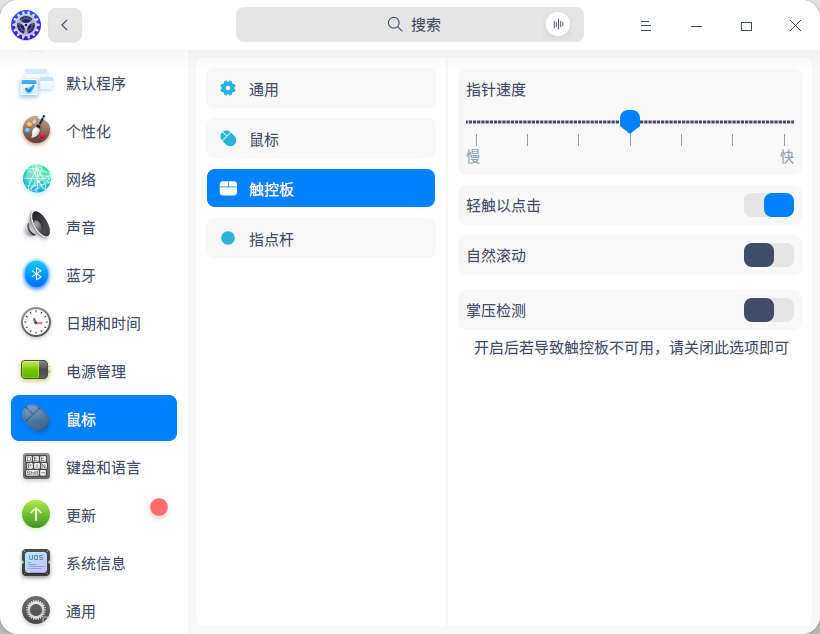 搜索
默认程序
个性化
网络
声音
蓝牙
日期和时间
电源管理
鼠标
键盘和语言
更新
UOS
系统信息
通用
通用
鼠标
触控板
指点杆
指针速度
慢
快
轻触以点击
自然滚动
掌压检测
开启后若导致触控板不可用，请关闭此选项即可